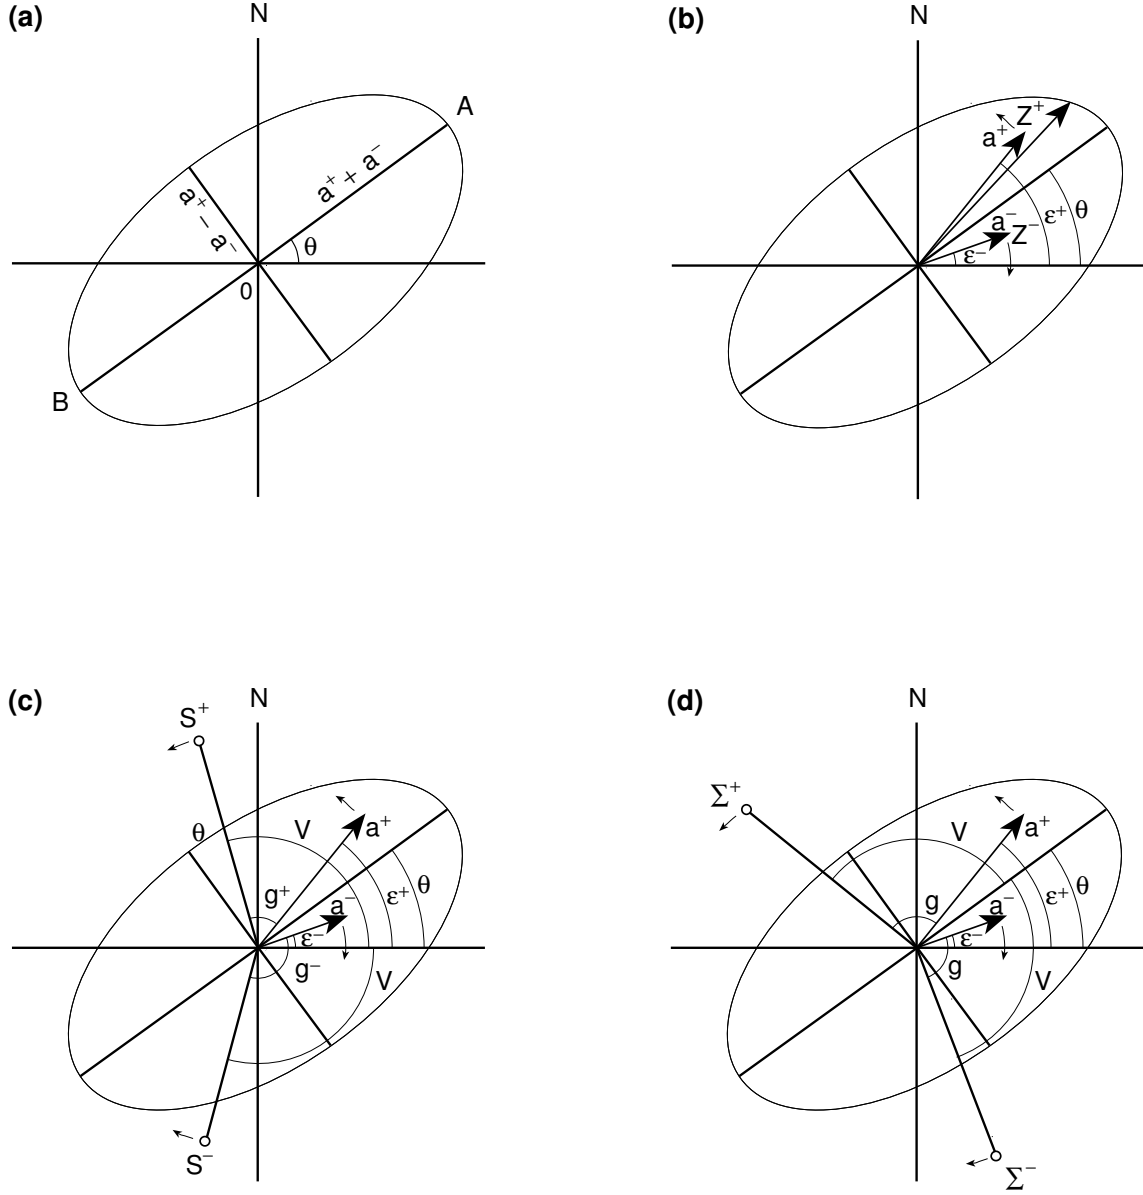 (a)
N
A
a⁺ + a⁻
a⁺ − a⁻
θ
0
B
(b)
N
Z⁺
a⁺
a⁻
Z⁻
ε⁺
θ
ε⁻
(c)
N
S⁺
θ
V
a⁺
g⁺
a⁻
ε⁺
θ
ε⁻
g⁻
V
S⁻
(d)
N
Σ⁺
V
a⁺
g
a⁻
ε⁺
θ
ε⁻
g
V
Σ⁻